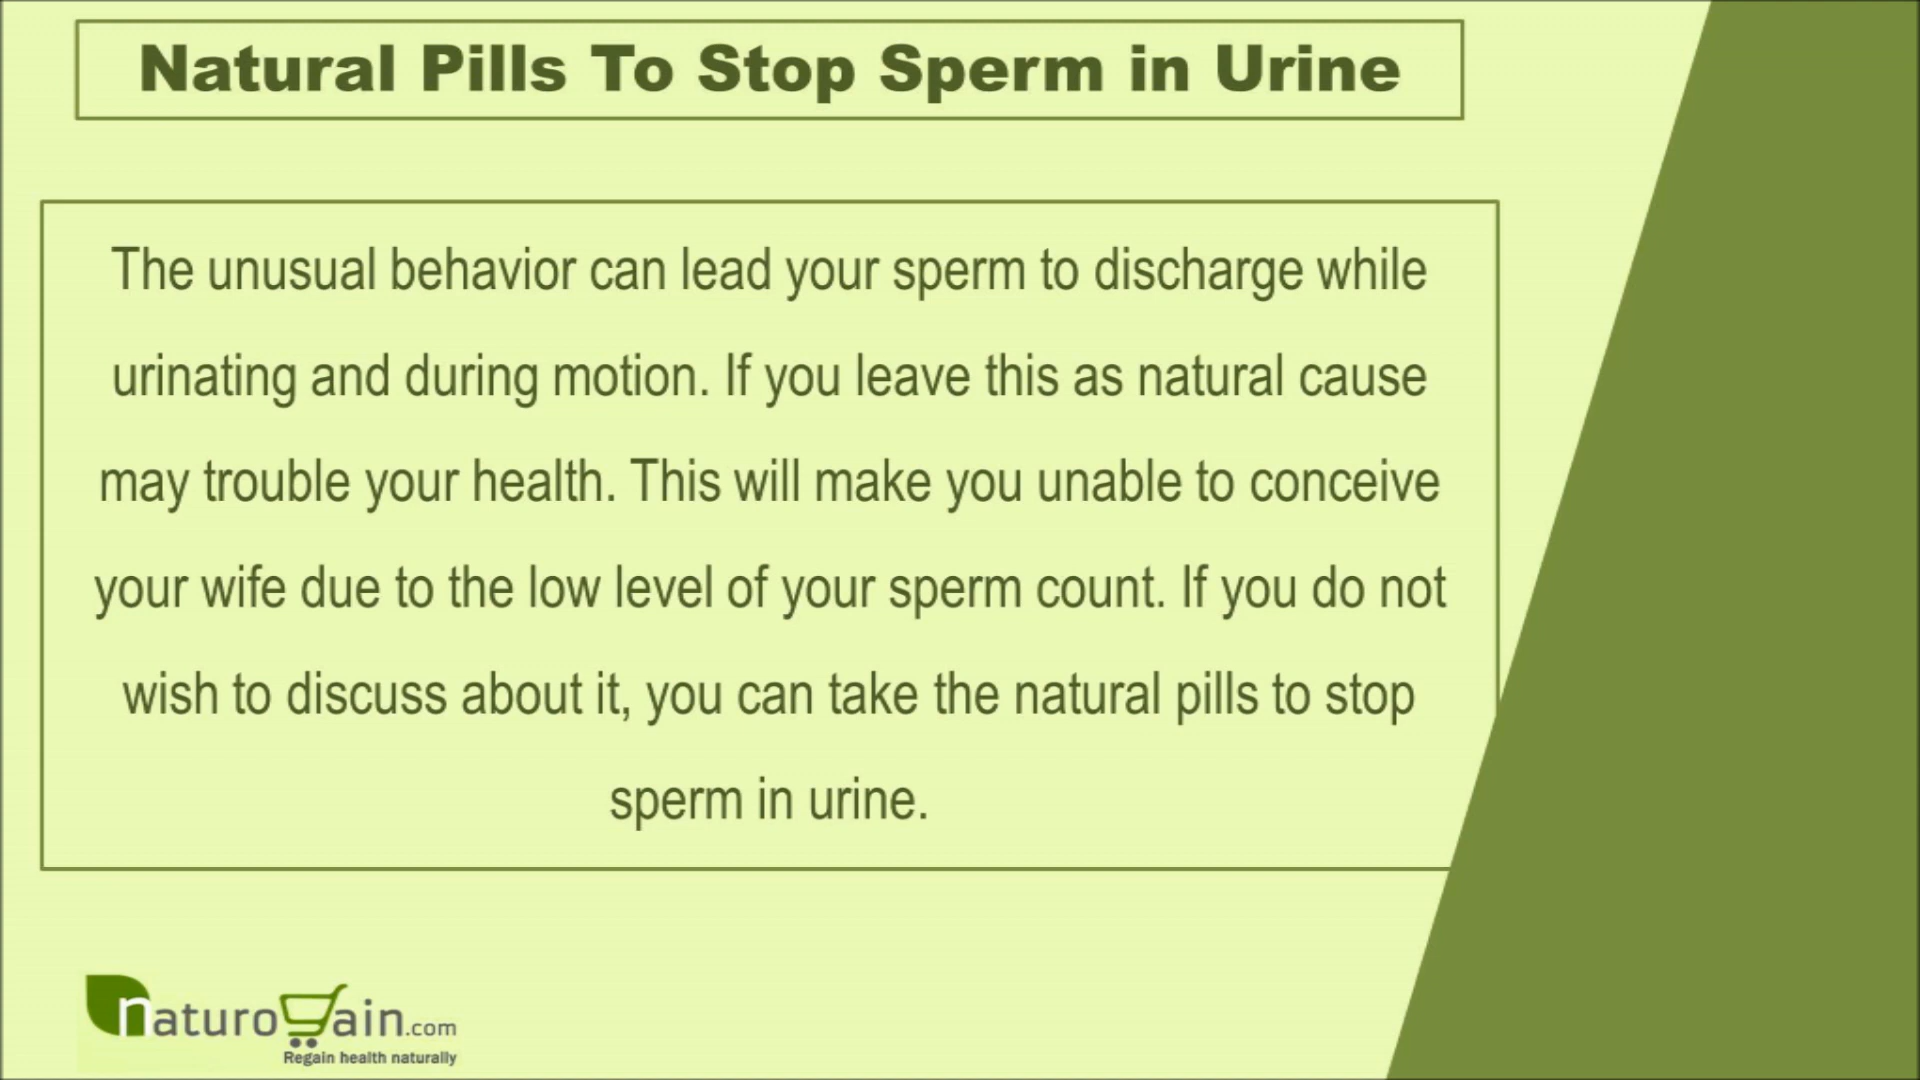 Natural Pills To Stop Sperm in Urine
The unusual behavior can lead your sperm to discharge while
urinating and during motion. If you leave this as natural cause
may trouble your health. This will make you unable to conceive
your wife due to the low level of your sperm count. If you do not
wish to discuss about it, you can take the natural pills to stop
sperm in urine.
naturogain.com
Regain health naturally